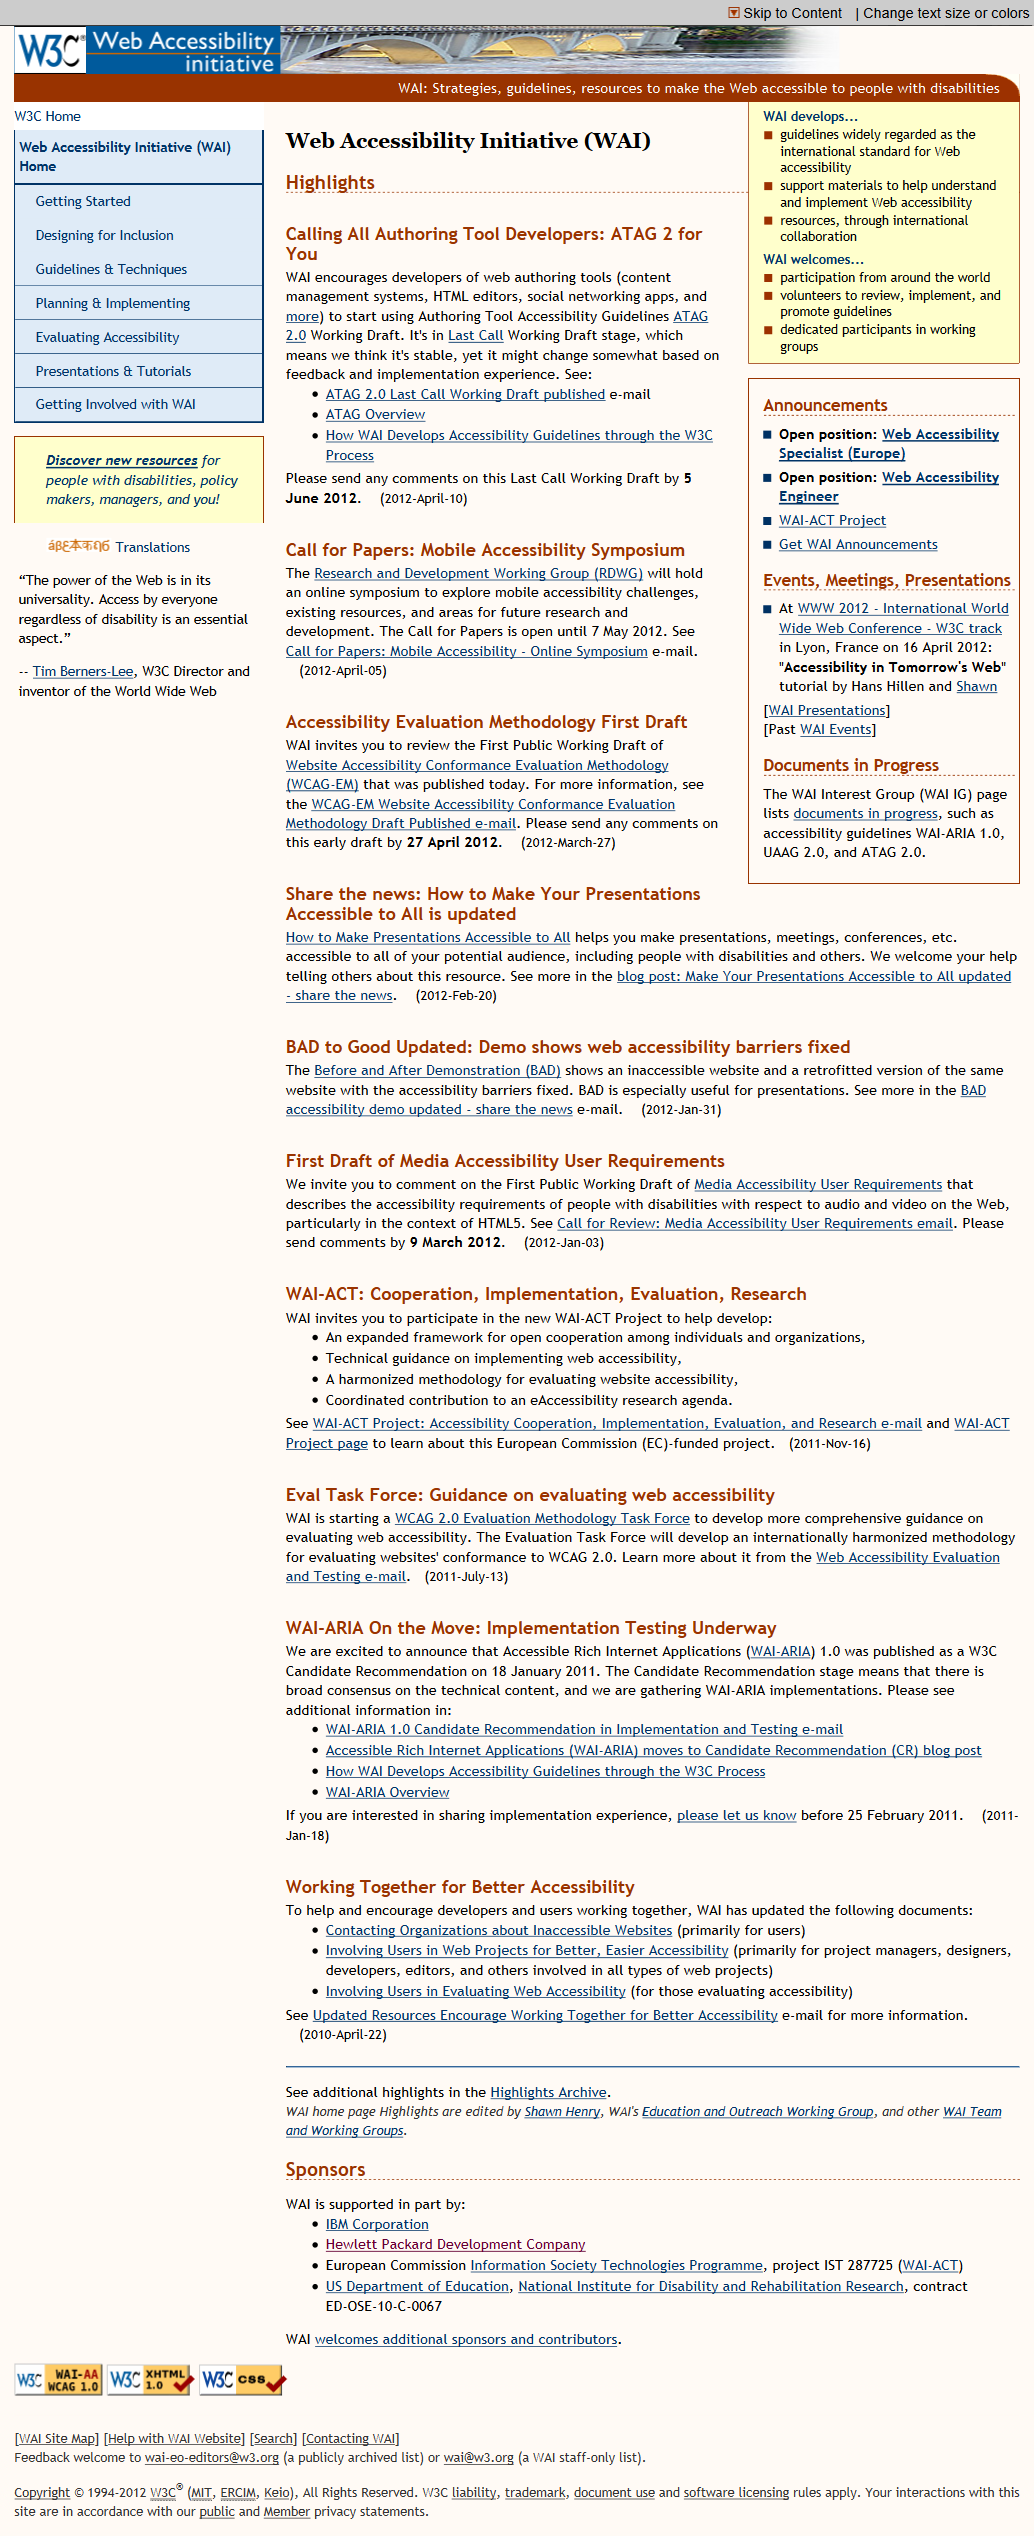 Skip to Content | Change text size or colors
W3C® Web Accessibility
initiative
WAI: Strategies, guidelines, resources to make the Web accessible to people with disabilities
W3C Home
Web Accessibility Initiative (WAI)
Home
Getting Started
Designing for Inclusion
Guidelines & Techniques
Planning & Implementing
Evaluating Accessibility
Presentations & Tutorials
Getting Involved with WAI
Discover new resources for
people with disabilities, policy
makers, managers, and you!
Translations
“The power of the Web is in its
universality. Access by everyone
regardless of disability is an essential
aspect.”
-- Tim Berners-Lee, W3C Director and
inventor of the World Wide Web
Web Accessibility Initiative (WAI)
Highlights
Calling All Authoring Tool Developers: ATAG 2 for
You
WAI encourages developers of web authoring tools (content
management systems, HTML editors, social networking apps, and
more) to start using Authoring Tool Accessibility Guidelines ATAG
2.0 Working Draft. It's in Last Call Working Draft stage, which
means we think it's stable, yet it might change somewhat based on
feedback and implementation experience. See:
• ATAG 2.0 Last Call Working Draft published e-mail
• ATAG Overview
• How WAI Develops Accessibility Guidelines through the W3C
Process
Please send any comments on this Last Call Working Draft by 5
June 2012. (2012-April-10)
Call for Papers: Mobile Accessibility Symposium
The Research and Development Working Group (RDWG) will hold
an online symposium to explore mobile accessibility challenges,
existing resources, and areas for future research and
development. The Call for Papers is open until 7 May 2012. See
Call for Papers: Mobile Accessibility - Online Symposium e-mail.
(2012-April-05)
Accessibility Evaluation Methodology First Draft
WAI invites you to review the First Public Working Draft of
Website Accessibility Conformance Evaluation Methodology
(WCAG-EM) that was published today. For more information, see
the WCAG-EM Website Accessibility Conformance Evaluation
Methodology Draft Published e-mail. Please send any comments on
this early draft by 27 April 2012. (2012-March-27)
Share the news: How to Make Your Presentations
Accessible to All is updated
How to Make Presentations Accessible to All helps you make presentations, meetings, conferences, etc.
accessible to all of your potential audience, including people with disabilities and others. We welcome your help
telling others about this resource. See more in the blog post: Make Your Presentations Accessible to All updated
- share the news. (2012-Feb-20)
BAD to Good Updated: Demo shows web accessibility barriers fixed
The Before and After Demonstration (BAD) shows an inaccessible website and a retrofitted version of the same
website with the accessibility barriers fixed. BAD is especially useful for presentations. See more in the BAD
accessibility demo updated - share the news e-mail. (2012-Jan-31)
First Draft of Media Accessibility User Requirements
We invite you to comment on the First Public Working Draft of Media Accessibility User Requirements that
describes the accessibility requirements of people with disabilities with respect to audio and video on the Web,
particularly in the context of HTML5. See Call for Review: Media Accessibility User Requirements email. Please
send comments by 9 March 2012. (2012-Jan-03)
WAI-ACT: Cooperation, Implementation, Evaluation, Research
WAI invites you to participate in the new WAI-ACT Project to help develop:
• An expanded framework for open cooperation among individuals and organizations,
• Technical guidance on implementing web accessibility,
• A harmonized methodology for evaluating website accessibility,
• Coordinated contribution to an eAccessibility research agenda.
See WAI-ACT Project: Accessibility Cooperation, Implementation, Evaluation, and Research e-mail and WAI-ACT
Project page to learn about this European Commission (EC)-funded project. (2011-Nov-16)
Eval Task Force: Guidance on evaluating web accessibility
WAI is starting a WCAG 2.0 Evaluation Methodology Task Force to develop more comprehensive guidance on
evaluating web accessibility. The Evaluation Task Force will develop an internationally harmonized methodology
for evaluating websites' conformance to WCAG 2.0. Learn more about it from the Web Accessibility Evaluation
and Testing e-mail. (2011-July-13)
WAI-ARIA On the Move: Implementation Testing Underway
We are excited to announce that Accessible Rich Internet Applications (WAI-ARIA) 1.0 was published as a W3C
Candidate Recommendation on 18 January 2011. The Candidate Recommendation stage means that there is
broad consensus on the technical content, and we are gathering WAI-ARIA implementations. Please see
additional information in:
• WAI-ARIA 1.0 Candidate Recommendation in Implementation and Testing e-mail
• Accessible Rich Internet Applications (WAI-ARIA) moves to Candidate Recommendation (CR) blog post
• How WAI Develops Accessibility Guidelines through the W3C Process
• WAI-ARIA Overview
If you are interested in sharing implementation experience, please let us know before 25 February 2011. (2011-
Jan-18)
Working Together for Better Accessibility
To help and encourage developers and users working together, WAI has updated the following documents:
• Contacting Organizations about Inaccessible Websites (primarily for users)
• Involving Users in Web Projects for Better, Easier Accessibility (primarily for project managers, designers,
developers, editors, and others involved in all types of web projects)
• Involving Users in Evaluating Web Accessibility (for those evaluating accessibility)
See Updated Resources Encourage Working Together for Better Accessibility e-mail for more information.
(2010-April-22)
See additional highlights in the Highlights Archive.
WAI home page Highlights are edited by Shawn Henry, WAI's Education and Outreach Working Group, and other WAI Team
and Working Groups.
Sponsors
WAI is supported in part by:
• IBM Corporation
• Hewlett Packard Development Company
• European Commission Information Society Technologies Programme, project IST 287725 (WAI-ACT)
• US Department of Education, National Institute for Disability and Rehabilitation Research, contract
ED-OSE-10-C-0067
WAI welcomes additional sponsors and contributors.
WAI develops...
guidelines widely regarded as the
international standard for Web
accessibility
support materials to help understand
and implement Web accessibility
resources, through international
collaboration
WAI welcomes...
participation from around the world
volunteers to review, implement, and
promote guidelines
dedicated participants in working
groups
Announcements
Open position: Web Accessibility
Specialist (Europe)
Open position: Web Accessibility
Engineer
WAI-ACT Project
Get WAI Announcements
Events, Meetings, Presentations
At WWW 2012 - International World
Wide Web Conference - W3C track
in Lyon, France on 16 April 2012:
"Accessibility in Tomorrow's Web"
tutorial by Hans Hillen and Shawn
[WAI Presentations]
[Past WAI Events]
Documents in Progress
The WAI Interest Group (WAI IG) page
lists documents in progress, such as
accessibility guidelines WAI-ARIA 1.0,
UAAG 2.0, and ATAG 2.0.
W3C WAI-AA WCAG 1.0 W3C XHTML 1.0 W3C css
[WAI Site Map] [Help with WAI Website] [Search] [Contacting WAI]
Feedback welcome to wai-eo-editors@w3.org (a publicly archived list) or wai@w3.org (a WAI staff-only list).
Copyright © 1994-2012 W3C® (MIT, ERCIM, Keio), All Rights Reserved. W3C liability, trademark, document use and software licensing rules apply. Your interactions with this
site are in accordance with our public and Member privacy statements.